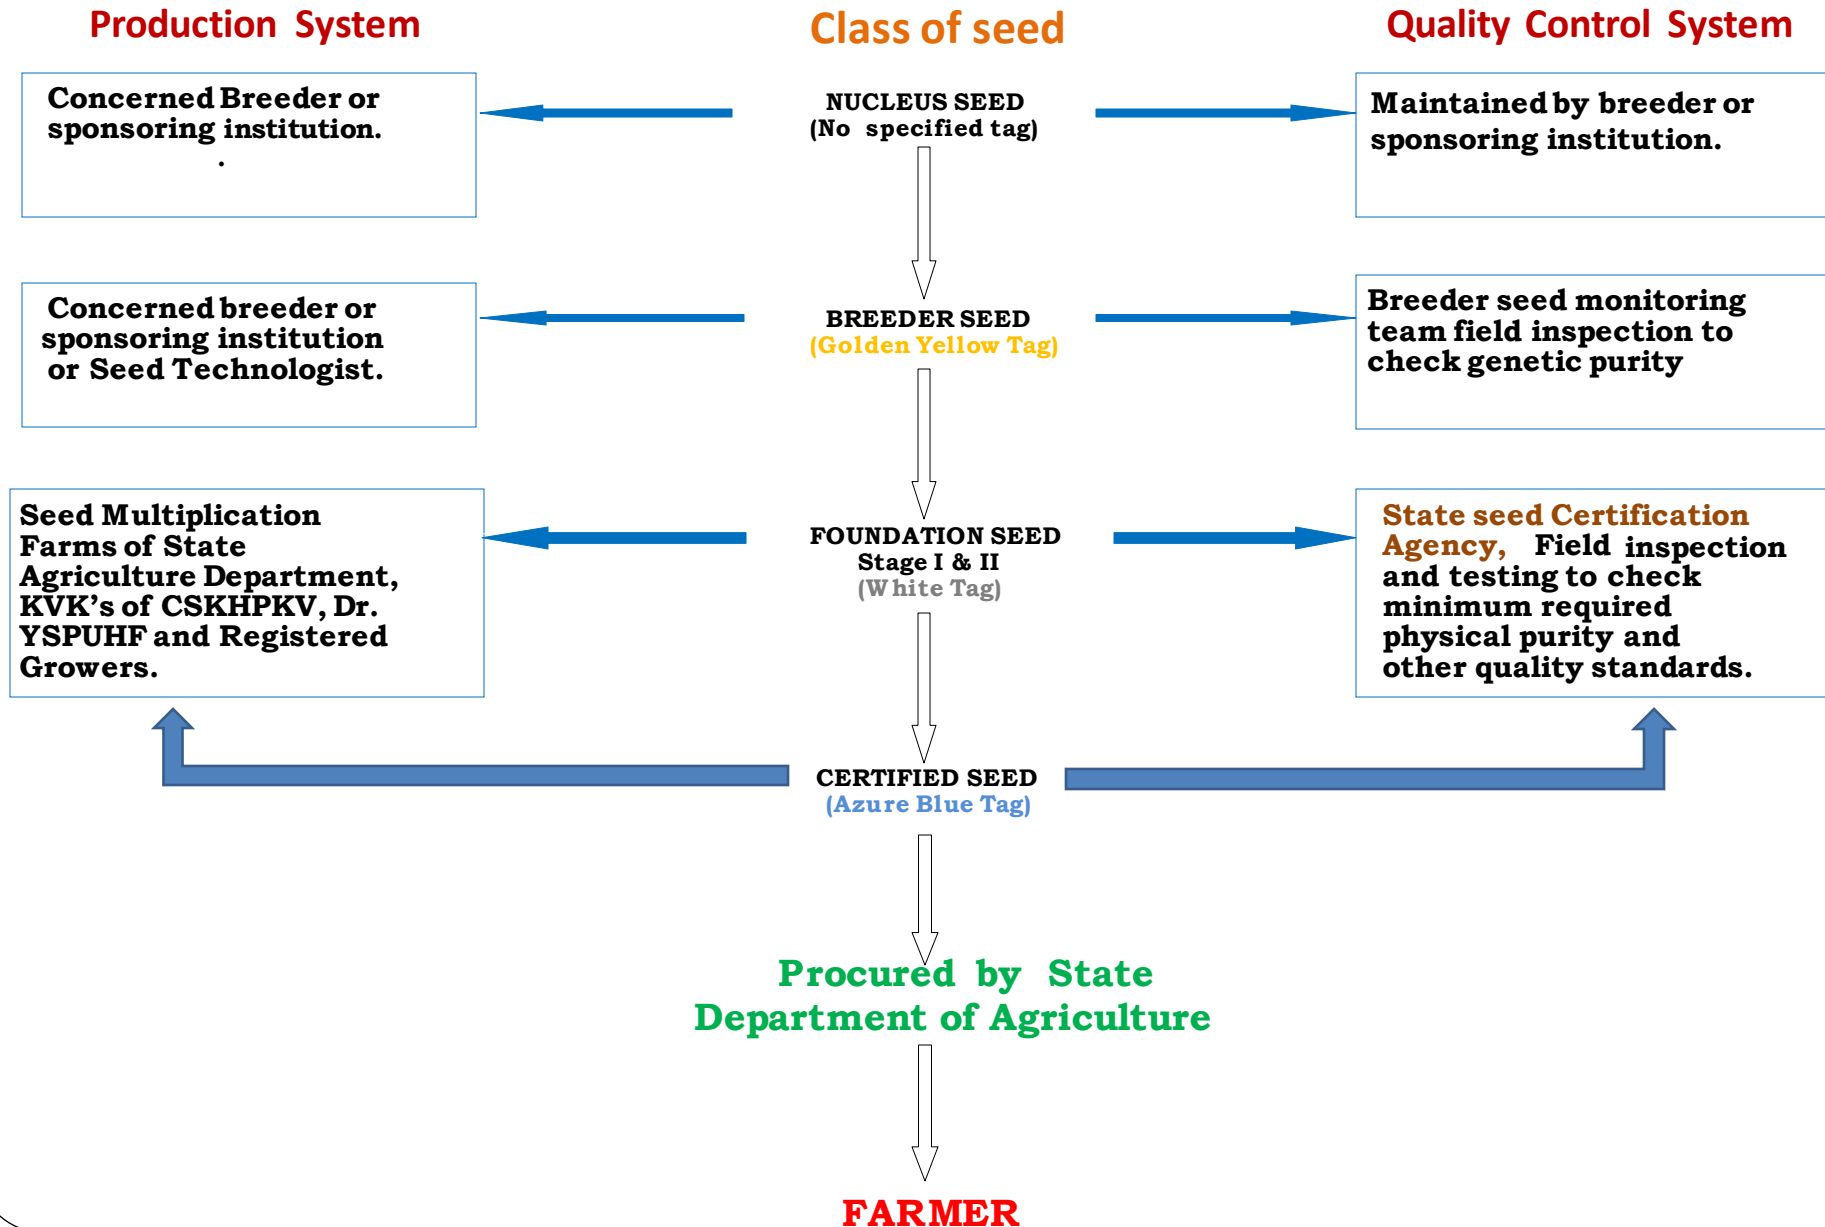 Production System
Class of seed
Quality Control System
Concerned Breeder or
sponsoring institution.
.
NUCLEUS SEED
(No specified tag)
Maintained by breeder or
sponsoring institution.
Concerned breeder or
sponsoring institution
or Seed Technologist.
BREEDER SEED
(Golden Yellow Tag)
Breeder seed monitoring
team field inspection to
check genetic purity
Seed Multiplication
Farms of State
Agriculture Department,
KVK's of CSKHPKV, Dr.
YSPUHF and Registered
Growers.
FOUNDATION SEED
Stage I & II
(White Tag)
State seed Certification
Agency, Field inspection
and testing to check
minimum required
physical purity and
other quality standards.
CERTIFIED SEED
(Azure Blue Tag)
Procured by State
Department of Agriculture
FARMER